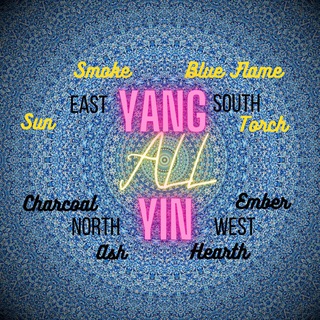 Smoke Blue Flame
EAST YANG SOUTH
Sun Torch
ALL
Charcoal Ember
NORTH YIN WEST
Ash Hearth